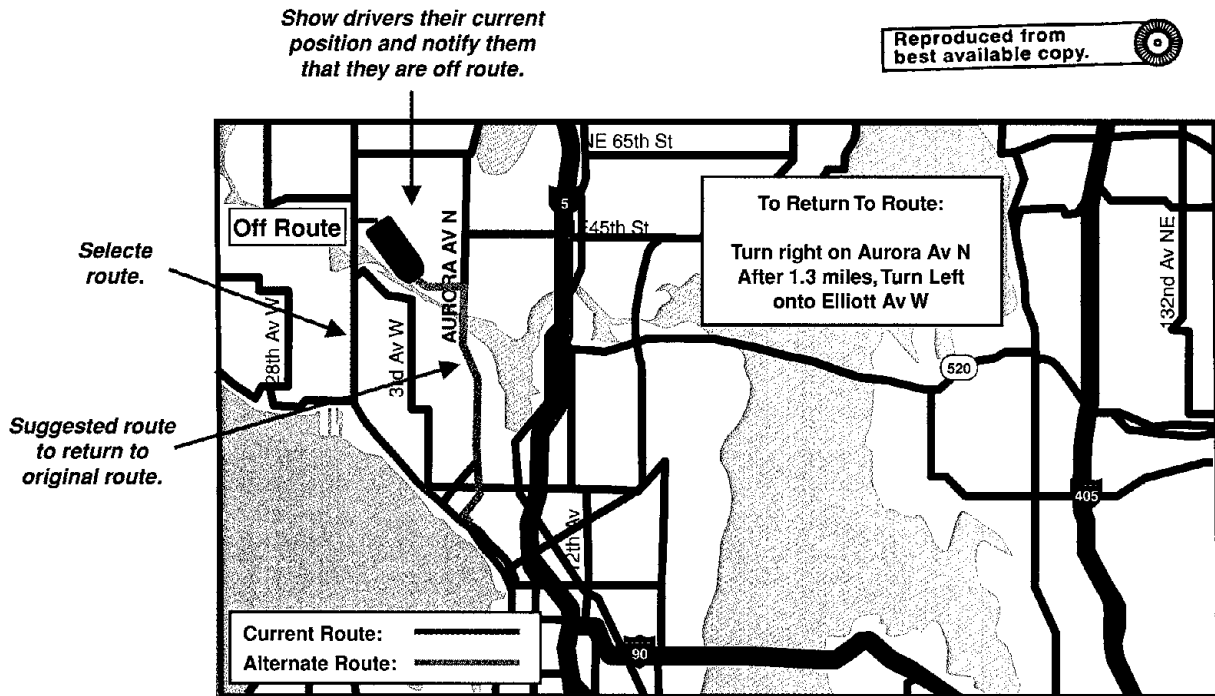 Show drivers their current
position and notify them
that they are off route.
Reproduced from
best available copy.
NE 65th St
5
Off Route
AURORA AV N
E45th St
To Return To Route:
Turn right on Aurora Av N
After 1.3 miles, Turn Left
onto Elliott Av W
132nd Av NE
Selecte
route.
28th Av W
3rd Av W
520
Suggested route
to return to
original route.
405
12th Av
Current Route:
Alternate Route:
90